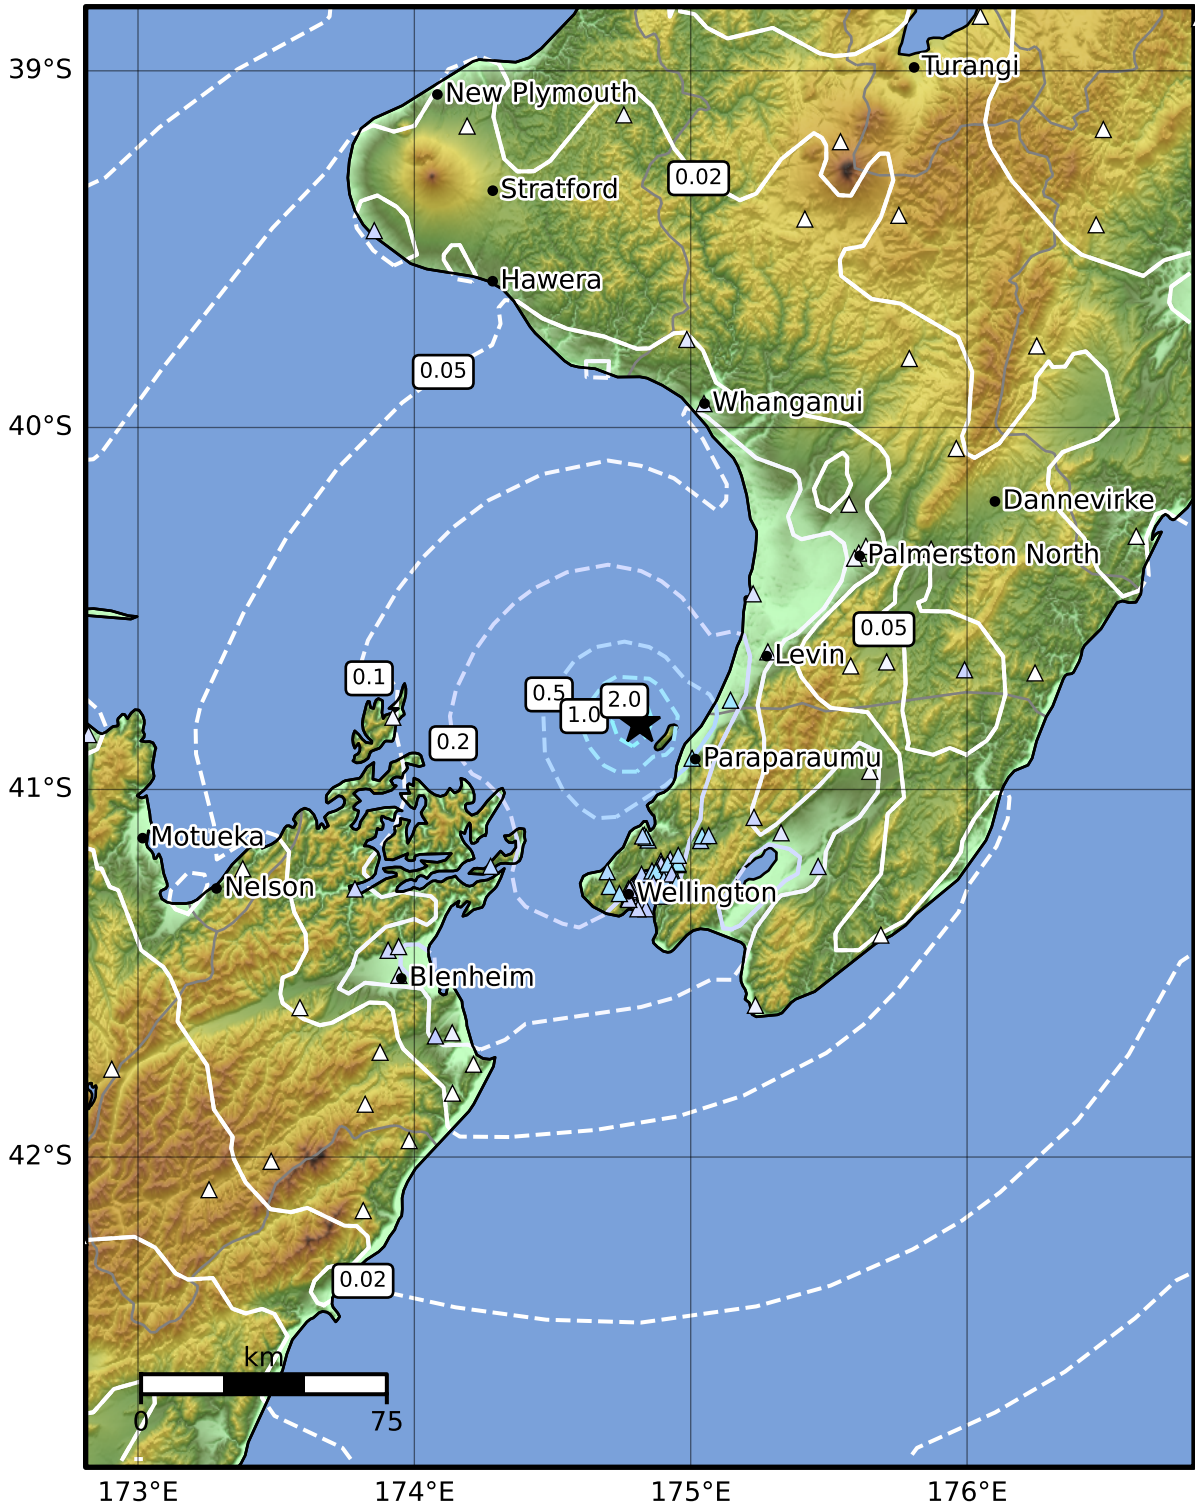 39°S
Turangi
New Plymouth
0.02
Stratford
Hawera
0.05
Whanganui
40°S
Dannevirke
Palmerston North
0.05
Levin
0.1
0.5
2.0
1.0
0.2
Paraparaumu
41°S
Motueka
Nelson
Wellington
Blenheim
42°S
0.02
km
0
75
173°E
174°E
175°E
176°E